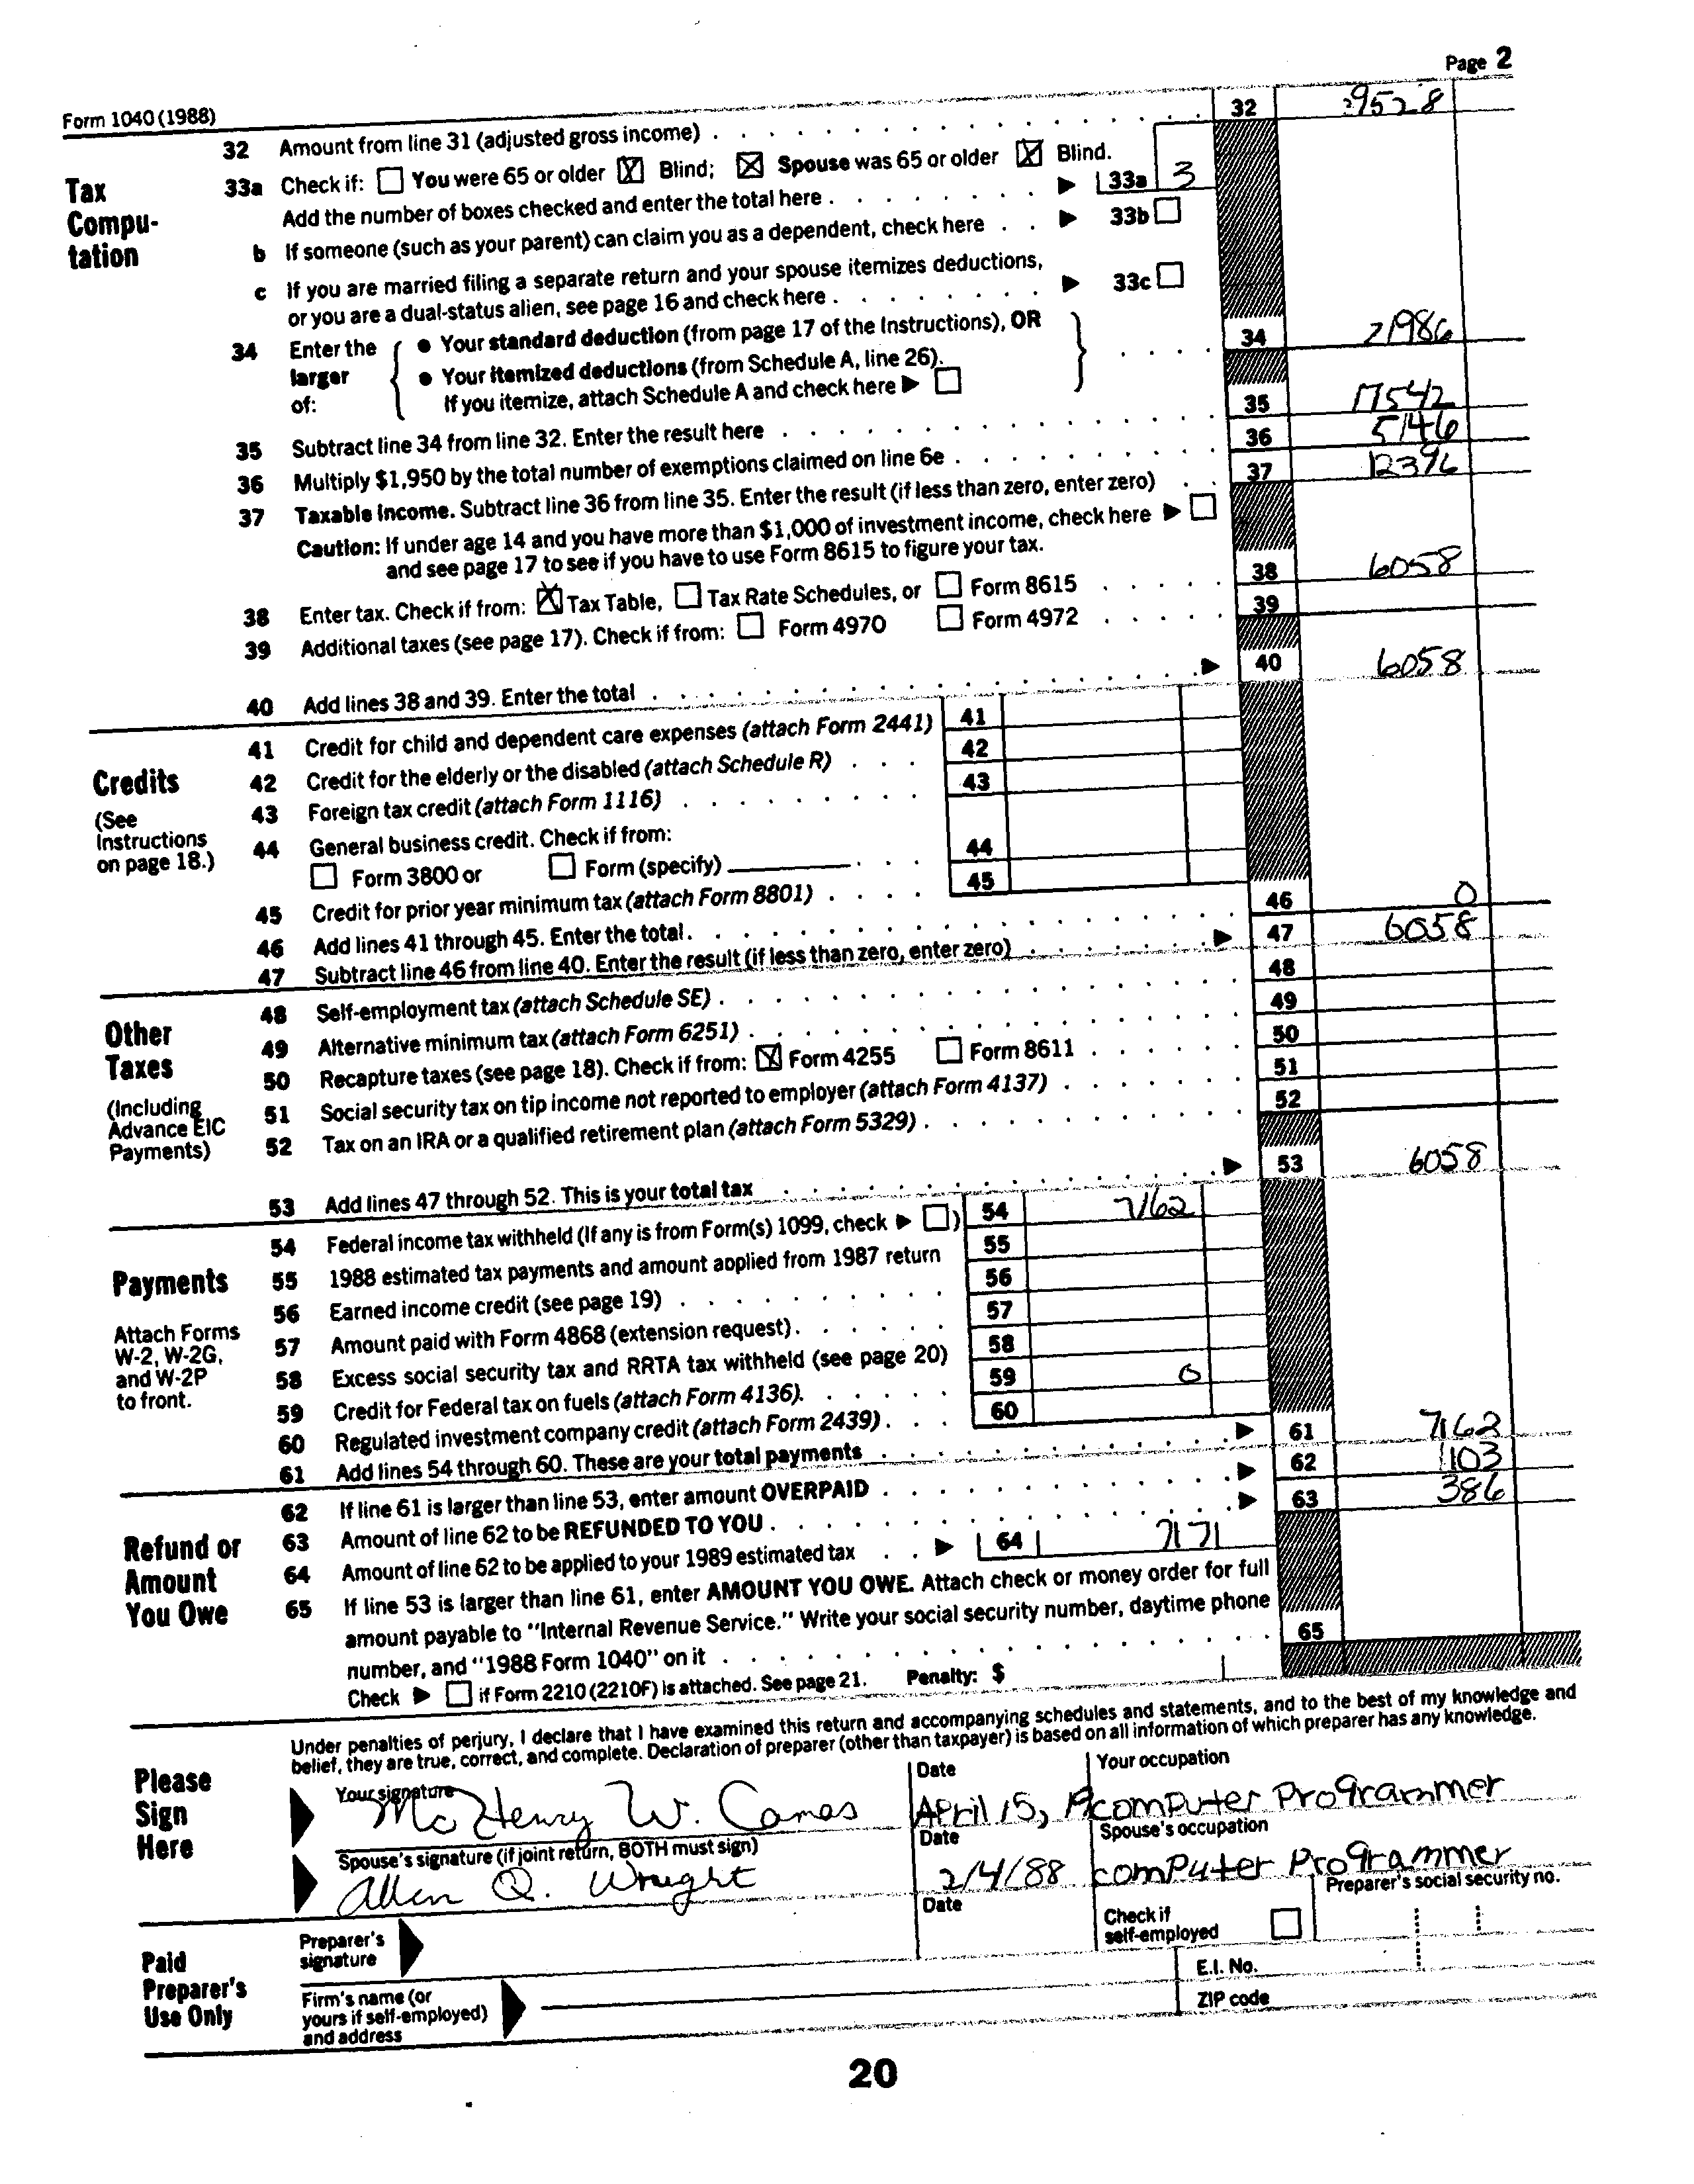 Page 2
Form 1040 (1988)
32 Amount from line 31 (adjusted gross income) 32 29528
Tax Compu-tation
33a Check if: You were 65 or older Blind; Spouse was 65 or older Blind.
Add the number of boxes checked and enter the total here 33a 3
b If someone (such as your parent) can claim you as a dependent, check here 33b
c If you are married filing a separate return and your spouse itemizes deductions,
or you are a dual-status alien, see page 16 and check here 33c
34 Enter the larger of: • Your standard deduction (from page 17 of the Instructions), OR 34 21986
• Your itemized deductions (from Schedule A, line 26).
If you itemize, attach Schedule A and check here
35 Subtract line 34 from line 32. Enter the result here 35 17542
36 Multiply $1,950 by the total number of exemptions claimed on line 6e 36 5146
37 Taxable income. Subtract line 36 from line 35. Enter the result (if less than zero, enter zero) 37 12396
Caution: If under age 14 and you have more than $1,000 of investment income, check here
and see page 17 to see if you have to use Form 8615 to figure your tax.
38 Enter tax. Check if from: Tax Table, Tax Rate Schedules, or Form 8615 38 6058
39 Additional taxes (see page 17). Check if from: Form 4970 Form 4972 39
40 Add lines 38 and 39. Enter the total 40 6058
Credits
(See Instructions on page 18.)
41 Credit for child and dependent care expenses (attach Form 2441) 41
42 Credit for the elderly or the disabled (attach Schedule R) 42
43 Foreign tax credit (attach Form 1116) 43
44 General business credit. Check if from:
Form 3800 or Form (specify) 44
45 Credit for prior year minimum tax (attach Form 8801) 45
46 Add lines 41 through 45. Enter the total 46 0
47 Subtract line 46 from line 40. Enter the result (if less than zero, enter zero) 47 6058
Other Taxes
(Including Advance EIC Payments)
48 Self-employment tax (attach Schedule SE) 48
49 Alternative minimum tax (attach Form 6251) 49
50 Recapture taxes (see page 18). Check if from: Form 4255 Form 8611 50
51 Social security tax on tip income not reported to employer (attach Form 4137) 51
52 Tax on an IRA or a qualified retirement plan (attach Form 5329) 52
53 Add lines 47 through 52. This is your total tax 53 6058
Payments
Attach Forms W-2, W-2G, and W-2P to front.
54 Federal income tax withheld (If any is from Form(s) 1099, check ) 54 7162
55 1988 estimated tax payments and amount applied from 1987 return 55
56 Earned income credit (see page 19) 56
57 Amount paid with Form 4868 (extension request) 57
58 Excess social security tax and RRTA tax withheld (see page 20) 58
59 Credit for Federal tax on fuels (attach Form 4136) 59 0
60 Regulated investment company credit (attach Form 2439) 60
61 Add lines 54 through 60. These are your total payments 61 7162
Refund or Amount You Owe
62 If line 61 is larger than line 53, enter amount OVERPAID 62 1103
63 Amount of line 62 to be REFUNDED TO YOU 63 386
64 Amount of line 62 to be applied to your 1989 estimated tax 64 7171
65 If line 53 is larger than line 61, enter AMOUNT YOU OWE. Attach check or money order for full
amount payable to "Internal Revenue Service." Write your social security number, daytime phone
number, and "1988 Form 1040" on it 65
Check if Form 2210 (2210F) is attached. See page 21. Penalty: $
Please Sign Here
Under penalties of perjury, I declare that I have examined this return and accompanying schedules and statements, and to the best of my knowledge and
belief, they are true, correct, and complete. Declaration of preparer (other than taxpayer) is based on all information of which preparer has any knowledge.
Your signature Date Your occupation
McHenry W. Camas April 15, 19 computer Programmer
Spouse's signature (if joint return, BOTH must sign) Date Spouse's occupation
Allen Q. Wright 2/4/88 computer Programmer
Paid Preparer's Use Only
Preparer's signature Date Check if self-employed Preparer's social security no.
Firm's name (or yours if self-employed) and address E.I. No.
ZIP code
20